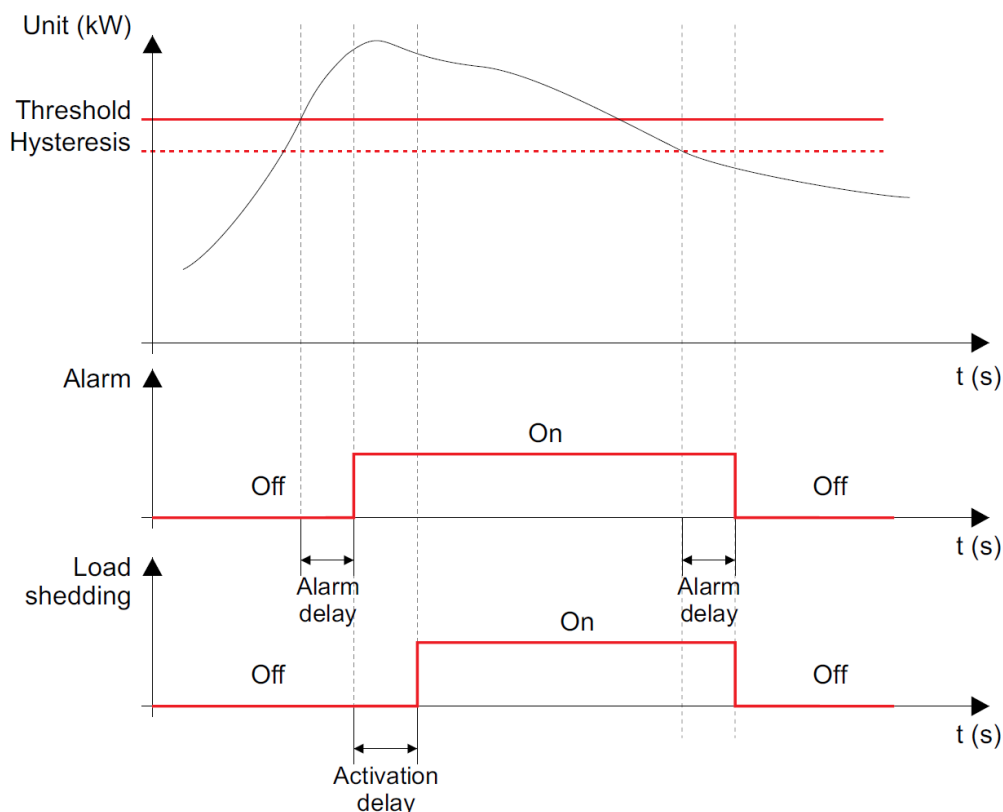 Unit (kW)
Threshold
Hysteresis
t (s)
Alarm
On
Off
Off
t (s)
Load
shedding
Alarm
delay
Alarm
delay
On
Off
Off
t (s)
Activation
delay